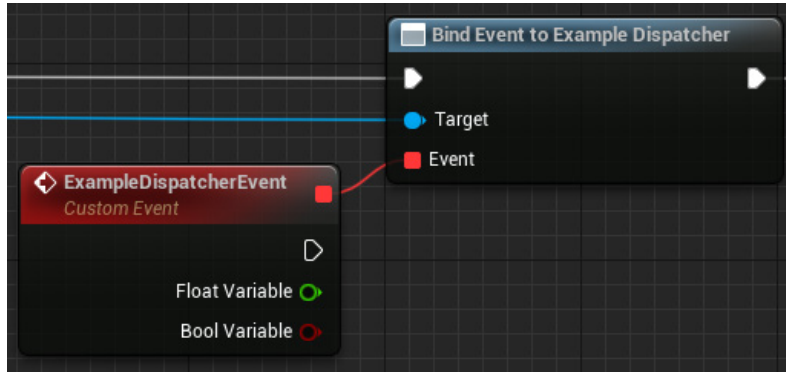 Bind Event to Example Dispatcher
Target
Event
ExampleDispatcherEvent
Custom Event
Float Variable
Bool Variable